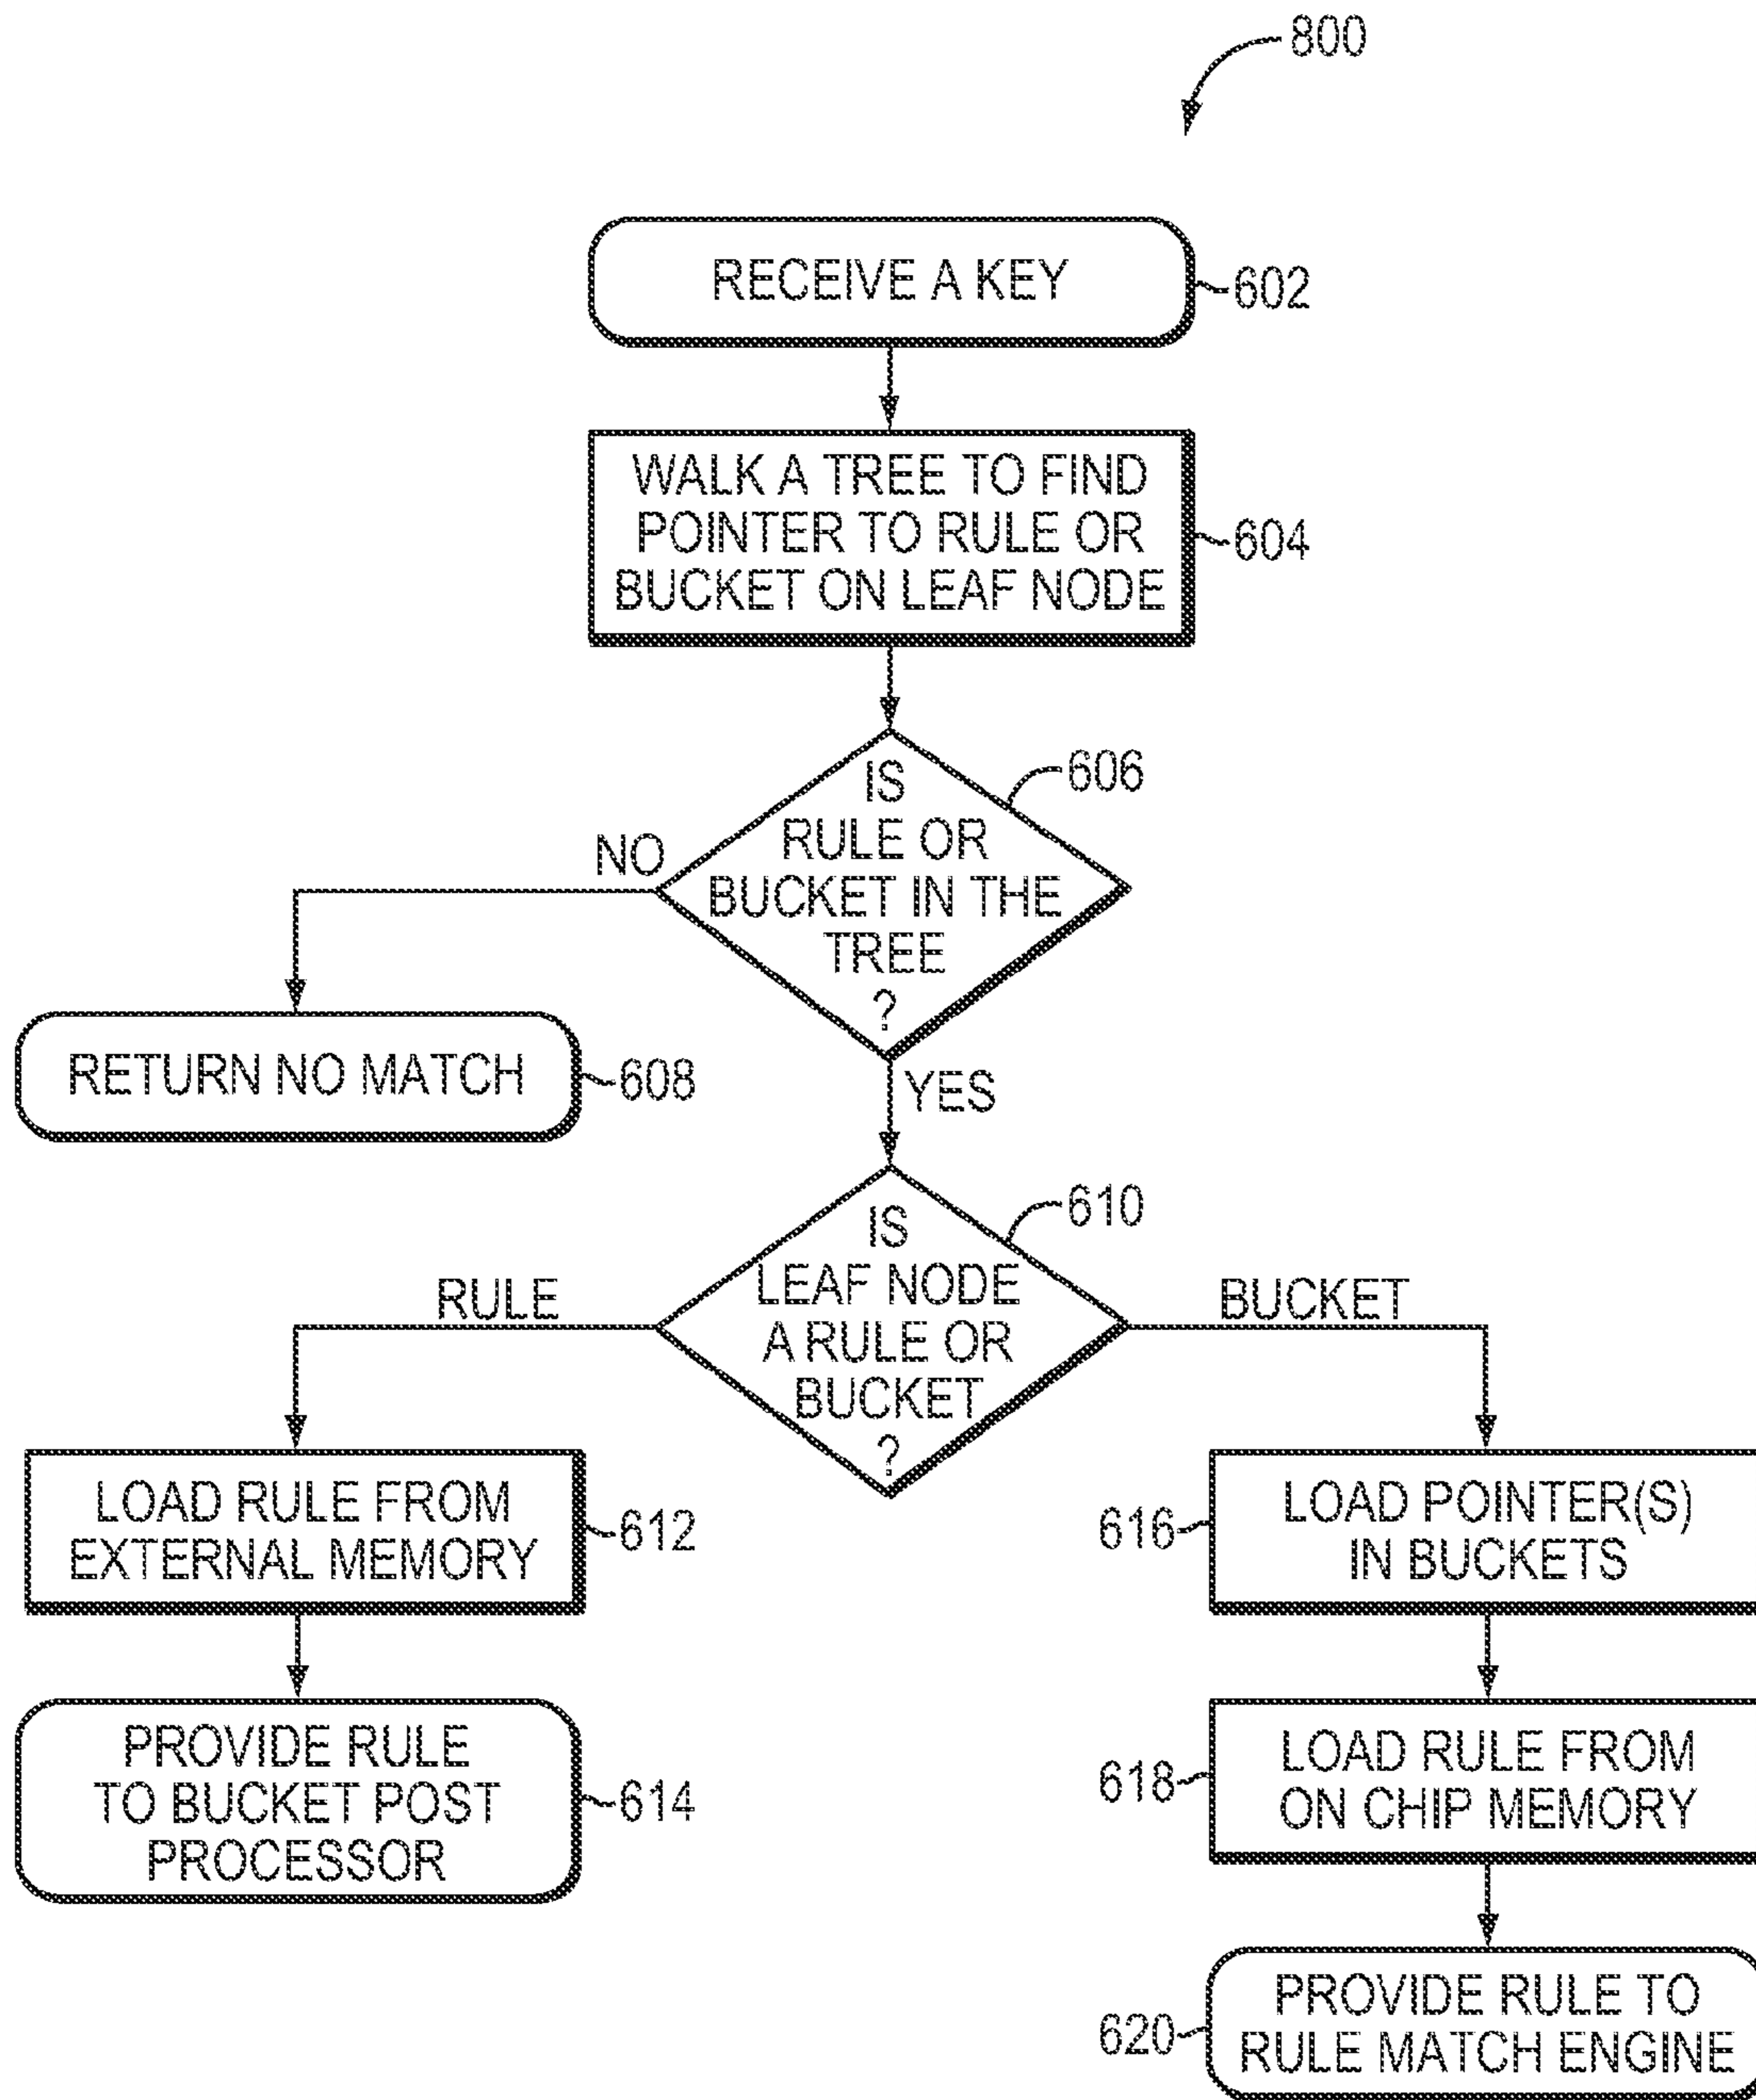 800
RECEIVE A KEY
602
WALK A TREE TO FIND
POINTER TO RULE OR
BUCKET ON LEAF NODE
604
606
IS
RULE OR
BUCKET IN THE
TREE
?
NO
RETURN NO MATCH
608
YES
610
IS
LEAF NODE
A RULE OR
BUCKET
?
RULE
BUCKET
LOAD RULE FROM
EXTERNAL MEMORY
612
PROVIDE RULE
TO BUCKET POST
PROCESSOR
614
616
LOAD POINTER(S)
IN BUCKETS
618
LOAD RULE FROM
ON CHIP MEMORY
620
PROVIDE RULE TO
RULE MATCH ENGINE